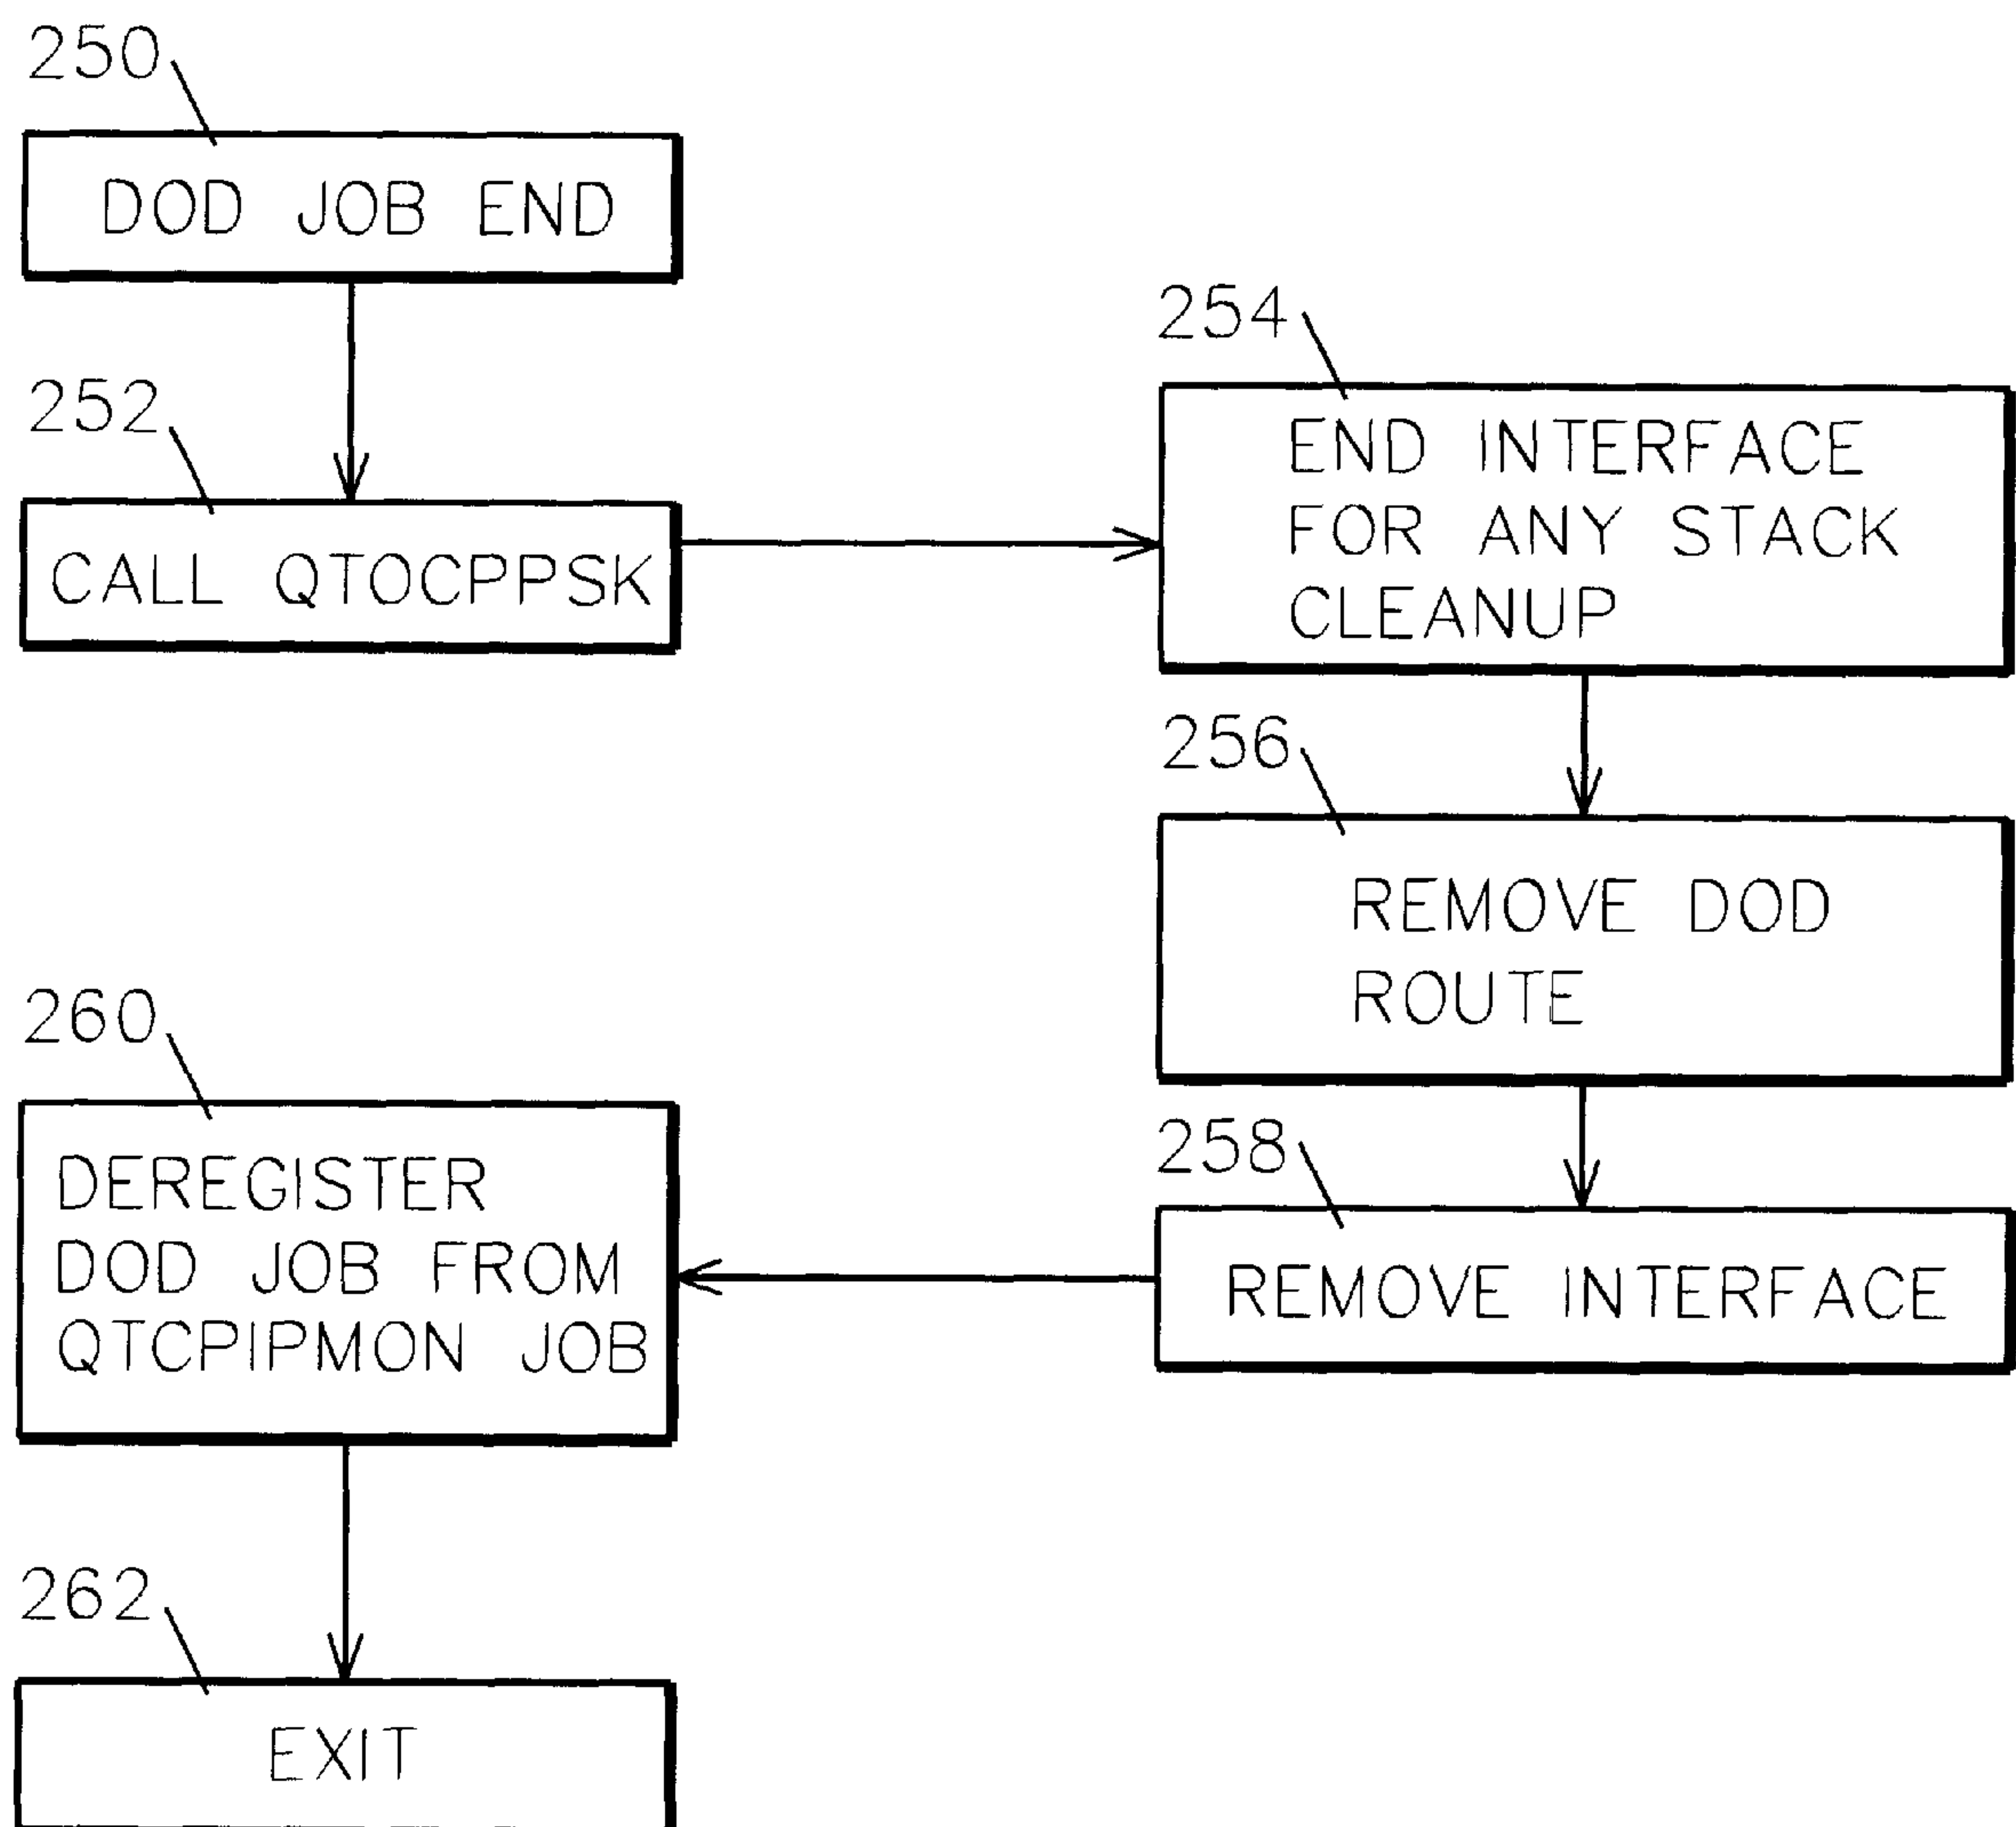 250
DOD JOB END
252
CALL QTOCPPSK
254
END INTERFACE
FOR ANY STACK
CLEANUP
256
REMOVE DOD
ROUTE
258
REMOVE INTERFACE
260
DEREGISTER
DOD JOB FROM
QTCPIPMON JOB
262
EXIT